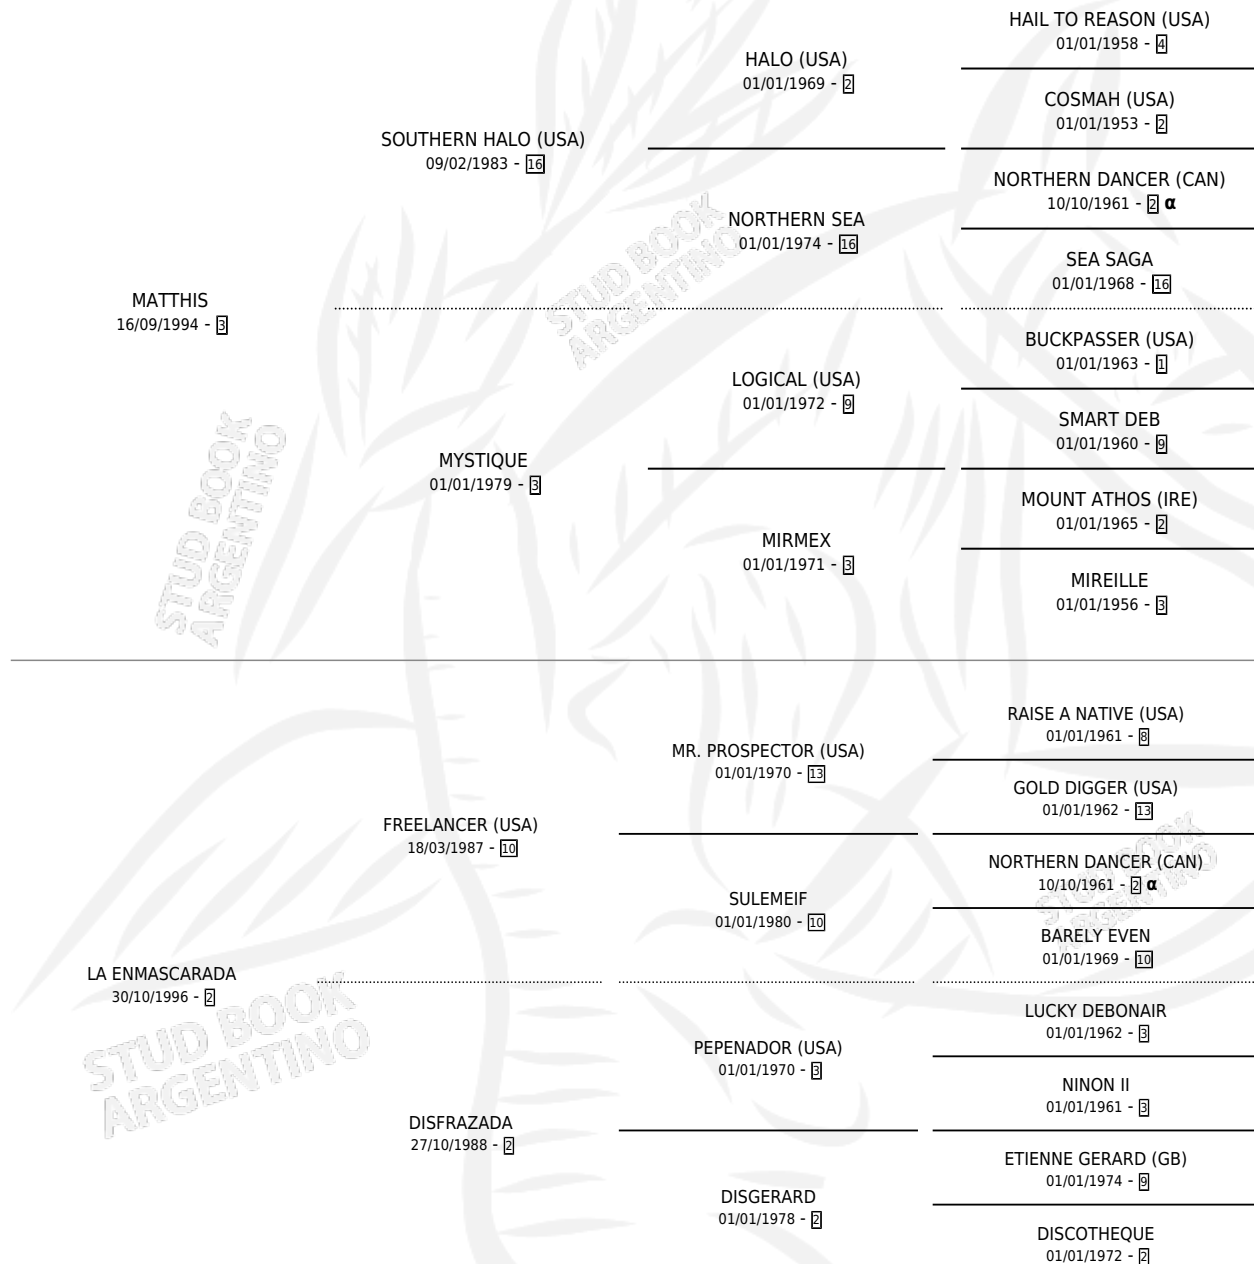 HAIL TO REASON (USA)
01/01/1958 - 4
HALO (USA)
01/01/1969 - 2
COSMAH (USA)
01/01/1953 - 2
SOUTHERN HALO (USA)
09/02/1983 - 16
NORTHERN DANCER (CAN)
10/10/1961 - 2 α
NORTHERN SEA
01/01/1974 - 16
SEA SAGA
01/01/1968 - 16
MATTHIS
16/09/1994 - 3
BUCKPASSER (USA)
01/01/1963 - 1
LOGICAL (USA)
01/01/1972 - 9
SMART DEB
01/01/1960 - 9
MYSTIQUE
01/01/1979 - 3
MOUNT ATHOS (IRE)
01/01/1965 - 2
MIRMEX
01/01/1971 - 3
MIREILLE
01/01/1956 - 3
RAISE A NATIVE (USA)
01/01/1961 - 8
MR. PROSPECTOR (USA)
01/01/1970 - 13
GOLD DIGGER (USA)
01/01/1962 - 13
FREELANCER (USA)
18/03/1987 - 10
NORTHERN DANCER (CAN)
10/10/1961 - 2 α
SULEMEIF
01/01/1980 - 10
BARELY EVEN
01/01/1969 - 10
LA ENMASCARADA
30/10/1996 - 2
LUCKY DEBONAIR
01/01/1962 - 3
PEPENADOR (USA)
01/01/1970 - 3
NINON II
01/01/1961 - 3
DISFRAZADA
27/10/1988 - 2
ETIENNE GERARD (GB)
01/01/1974 - 9
DISGERARD
01/01/1978 - 2
DISCOTHEQUE
01/01/1972 - 2
STUD BOOK
ARGENTINO
STUD BOOK
ARGENTINO
STUD BOOK
ARGENTINO
STUD BOOK
ARGENTINO